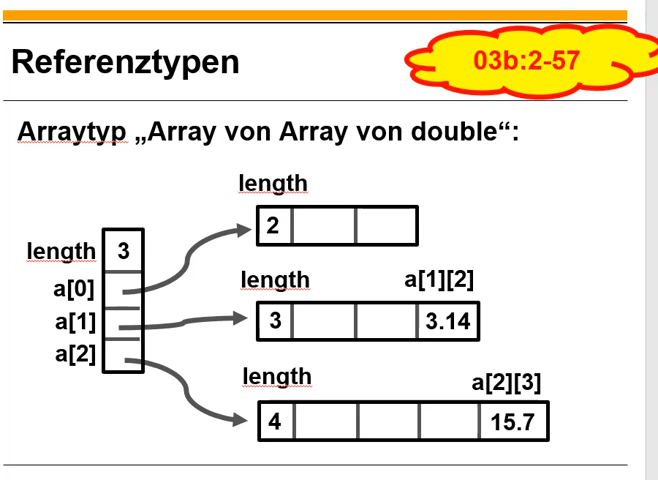 Referenztypen
03b:2-57
Arraytyp „Array von Array von double“:
length
2
length 3
a[0]
a[1]
a[2]
length
a[1][2]
3
3.14
length
a[2][3]
4
15.7